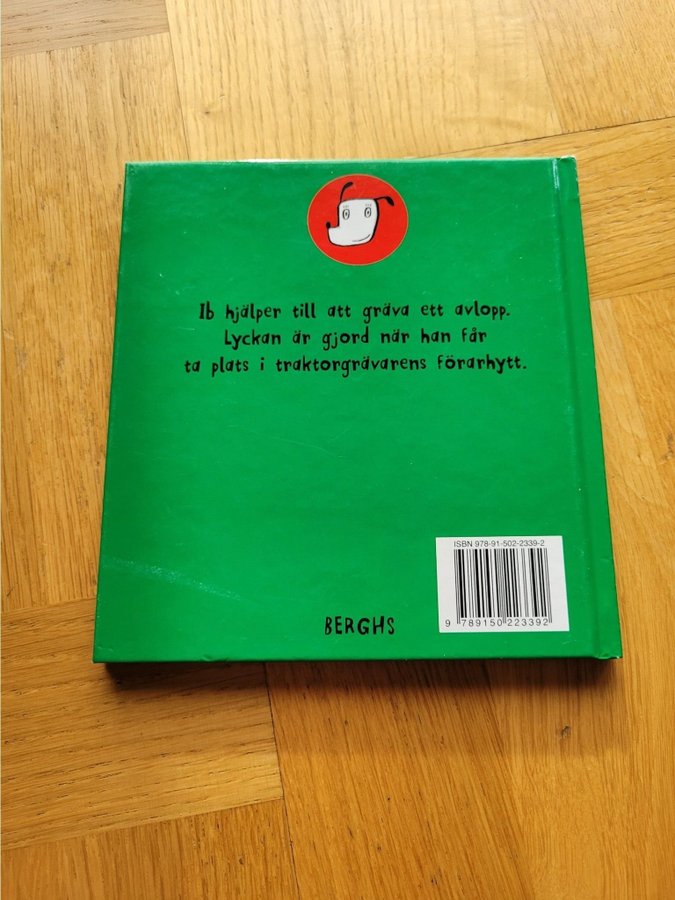 Ib hjälper till att gräva ett avlopp.
Lyckan är gjord när han får
ta plats i traktorgrävarens förarhytt.
ISBN 978-91-502-2339-2
9 789150 223392
BERGHS